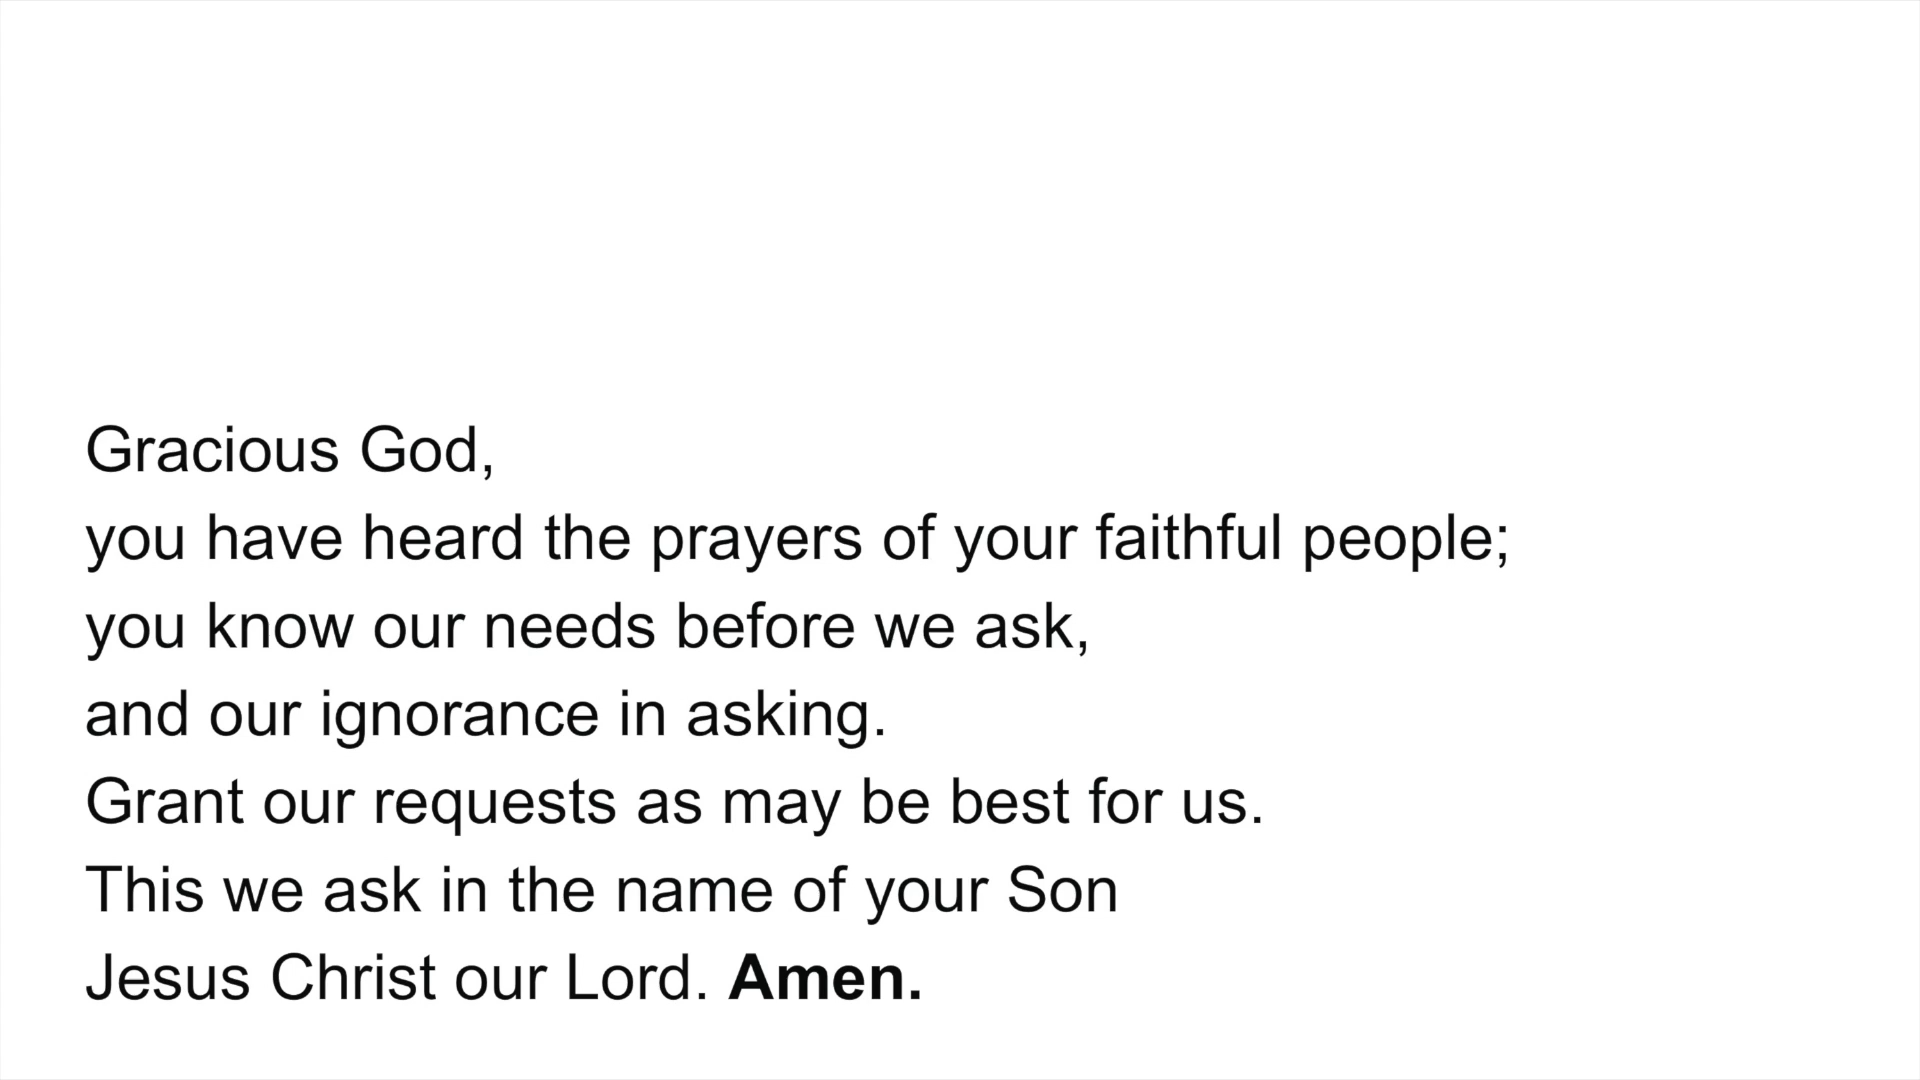 Gracious God,
you have heard the prayers of your faithful people;
you know our needs before we ask,
and our ignorance in asking.
Grant our requests as may be best for us.
This we ask in the name of your Son
Jesus Christ our Lord. Amen.